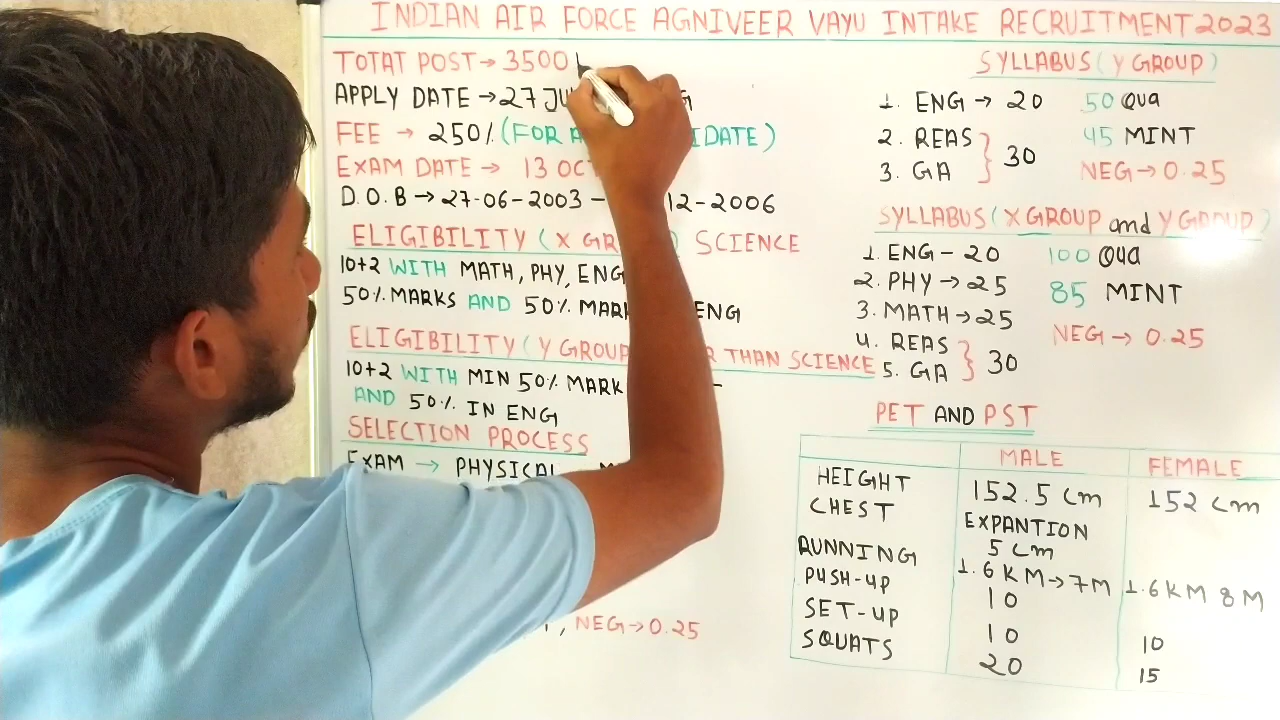 INDIAN AIR FORCE AGNIVEER VAYU INTAKE RECRUITMENT 2023
TOTAT POST → 3500
APPLY DATE → 27 JU
FEE → 250% (FOR A IDATE)
EXAM DATE → 13 OCT
D.O.B → 27-06-2003 - 12-2006
ELIGIBILITY (X GR SCIENCE
10+2 WITH MATH, PHY, ENG
50% MARKS AND 50% MARK ENG
ELIGIBILITY (Y GROUP R THAN SCIENCE
10+2 WITH MIN 50% MARK
AND 50% IN ENG
SELECTION PROCESS
EXAM → PHYSICAL
, NEG → 0.25
SYLLABUS (Y GROUP)
1. ENG → 20 50 QUA
2. REAS 45 MINT
3. GA } 30 NEG → 0.25
SYLLABUS (X GROUP and Y GROUP)
1. ENG - 20 100 QUA
2. PHY → 25 85 MINT
3. MATH → 25 NEG → 0.25
4. REAS
5. GA } 30
PET AND PST
MALE FEMALE
HEIGHT 152.5 Cm 152 Cm
CHEST EXPANTION
5 Cm
RUNNING 1.6 KM → 7 M 1.6 KM 8 M
PUSH-UP 10
SET-UP 10 10
SQUATS 20 15